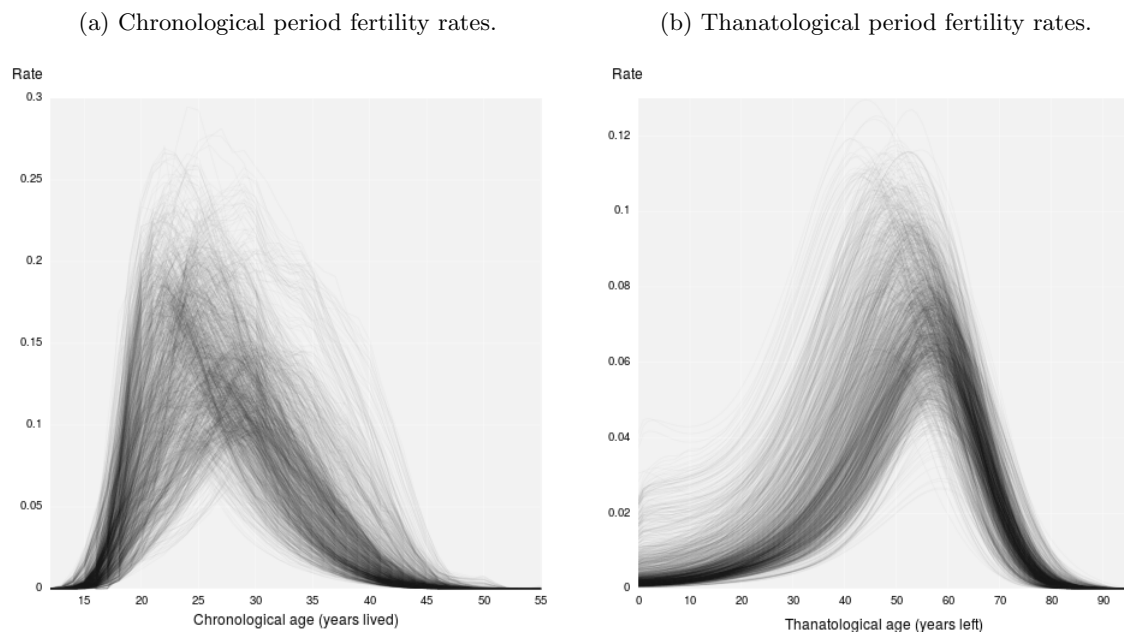 (a) Chronological period fertility rates.
Rate
0.3
0.25
0.2
0.15
0.1
0.05
0
15 20 25 30 35 40 45 50 55
Chronological age (years lived)
(b) Thanatological period fertility rates.
Rate
0.12
0.1
0.08
0.06
0.04
0.02
0
0 10 20 30 40 50 60 70 80 90
Thanatological age (years left)